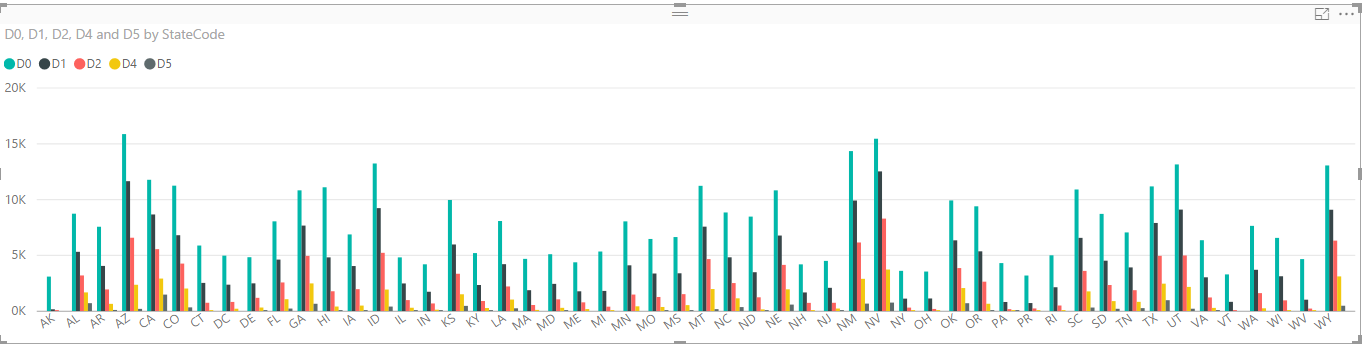 D0, D1, D2, D4 and D5 by StateCode
D0 D1 D2 D4 D5
20K
15K
10K
5K
0K
AK AL AR AZ CA CO CT DC DE FL GA HI IA ID IL IN KS KY LA MA MD ME MI MN MO MS MT NC ND NE NH NJ NM NV NY OH OK OR PA PR RI SC SD TN TX UT VA VT WA WI WV WY